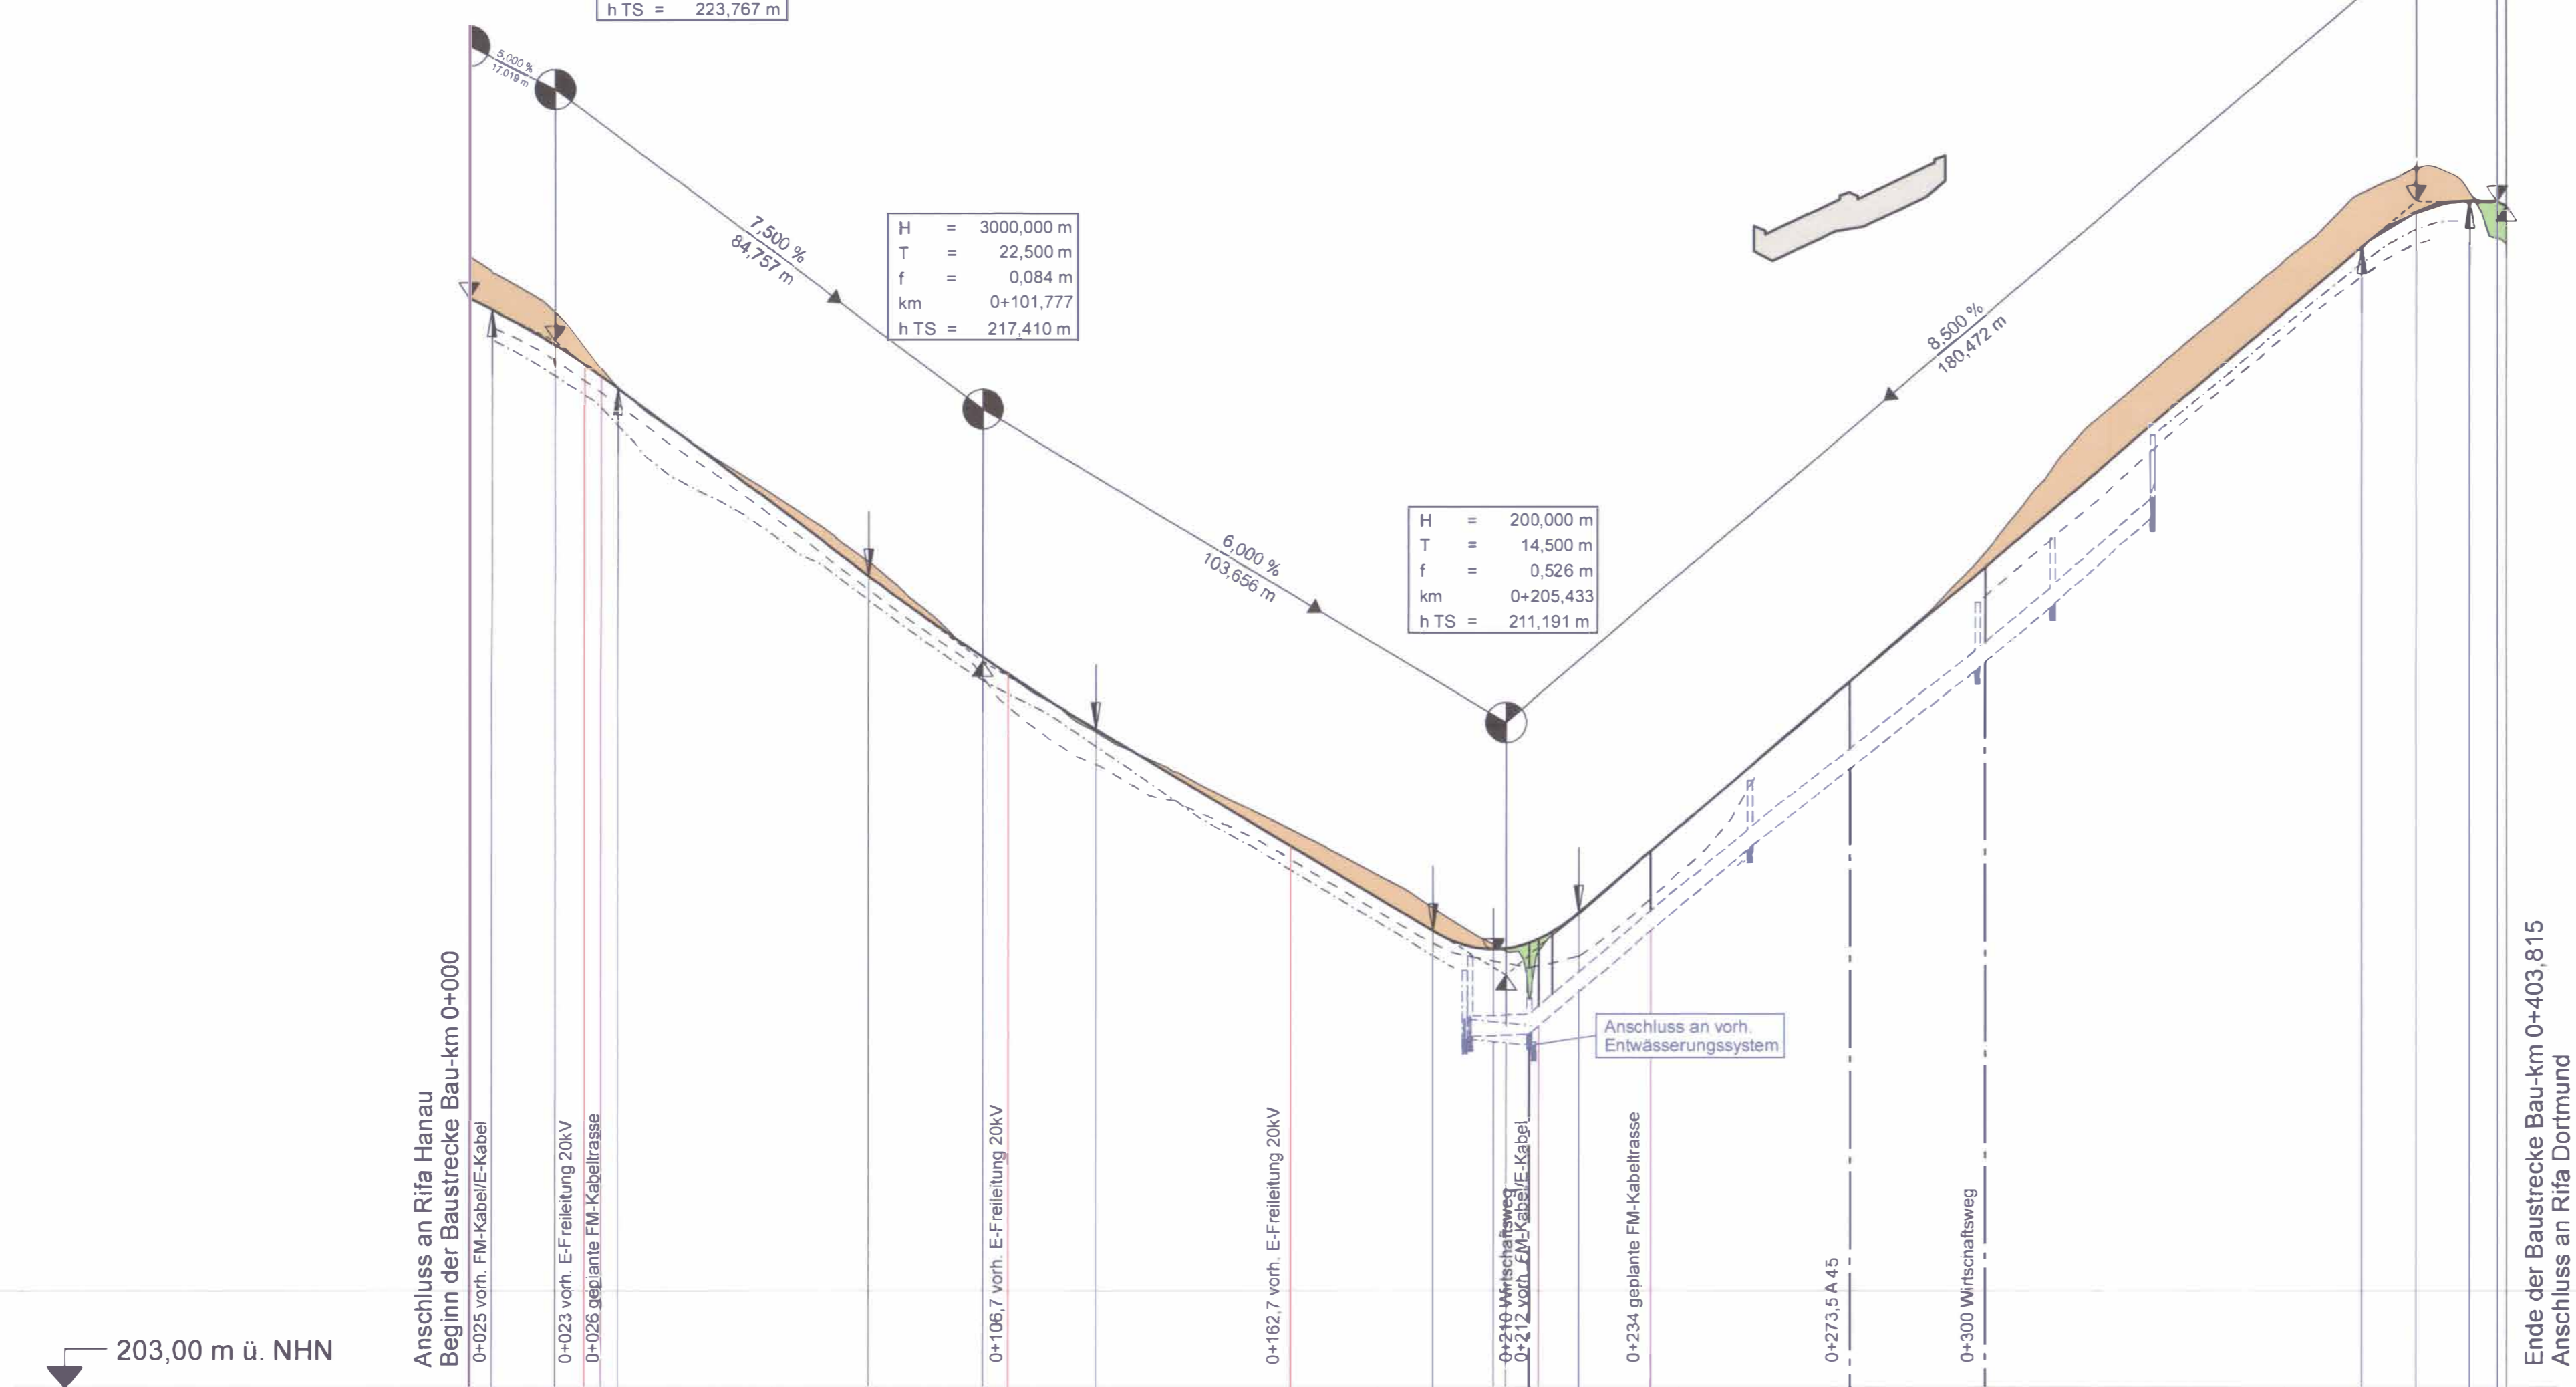 h TS = 223,767 m
5,000 %
17,019 m
7,500 %
84,757 m
H = 3000,000 m
T = 22,500 m
f = 0,084 m
km 0+101,777
h TS = 217,410 m
8,500 %
180,472 m
6,000 %
103,656 m
H = 200,000 m
T = 14,500 m
f = 0,526 m
km 0+205,433
h TS = 211,191 m
Anschluss an vorh.
Entwässerungssystem
Anschluss an Rifa Hanau
Beginn der Baustrecke Bau-km 0+000
0+025 vorh. FM-Kabel/E-Kabel
0+023 vorh. E-Freileitung 20kV
0+026 geplante FM-Kabeltrasse
0+106,7 vorh. E-Freileitung 20kV
0+162,7 vorh. E-Freileitung 20kV
0+210 Wirtschaftsweg
0+212 vorh. FM-Kabel/E-Kabel
0+234 geplante FM-Kabeltrasse
0+273,5 A 45
0+300 Wirtschaftsweg
Ende der Baustrecke Bau-km 0+403,815
Anschluss an Rifa Dortmund
203,00 m ü. NHN